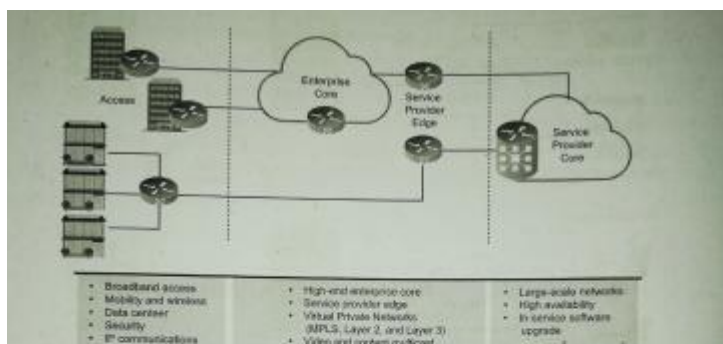 Enterprise
Core
Access
Service
Provider
Edge
Service
Provider
Core
• Broadband access
• Mobility and wireless
• Data center
• Security
• IP communications
• High-end enterprise core
• Service provider edge
• Virtual Private Networks
(MPLS, Layer 2, and Layer 3)
• Video and content multicast
• Large-scale networks
• High availability
• In-service software
upgrade